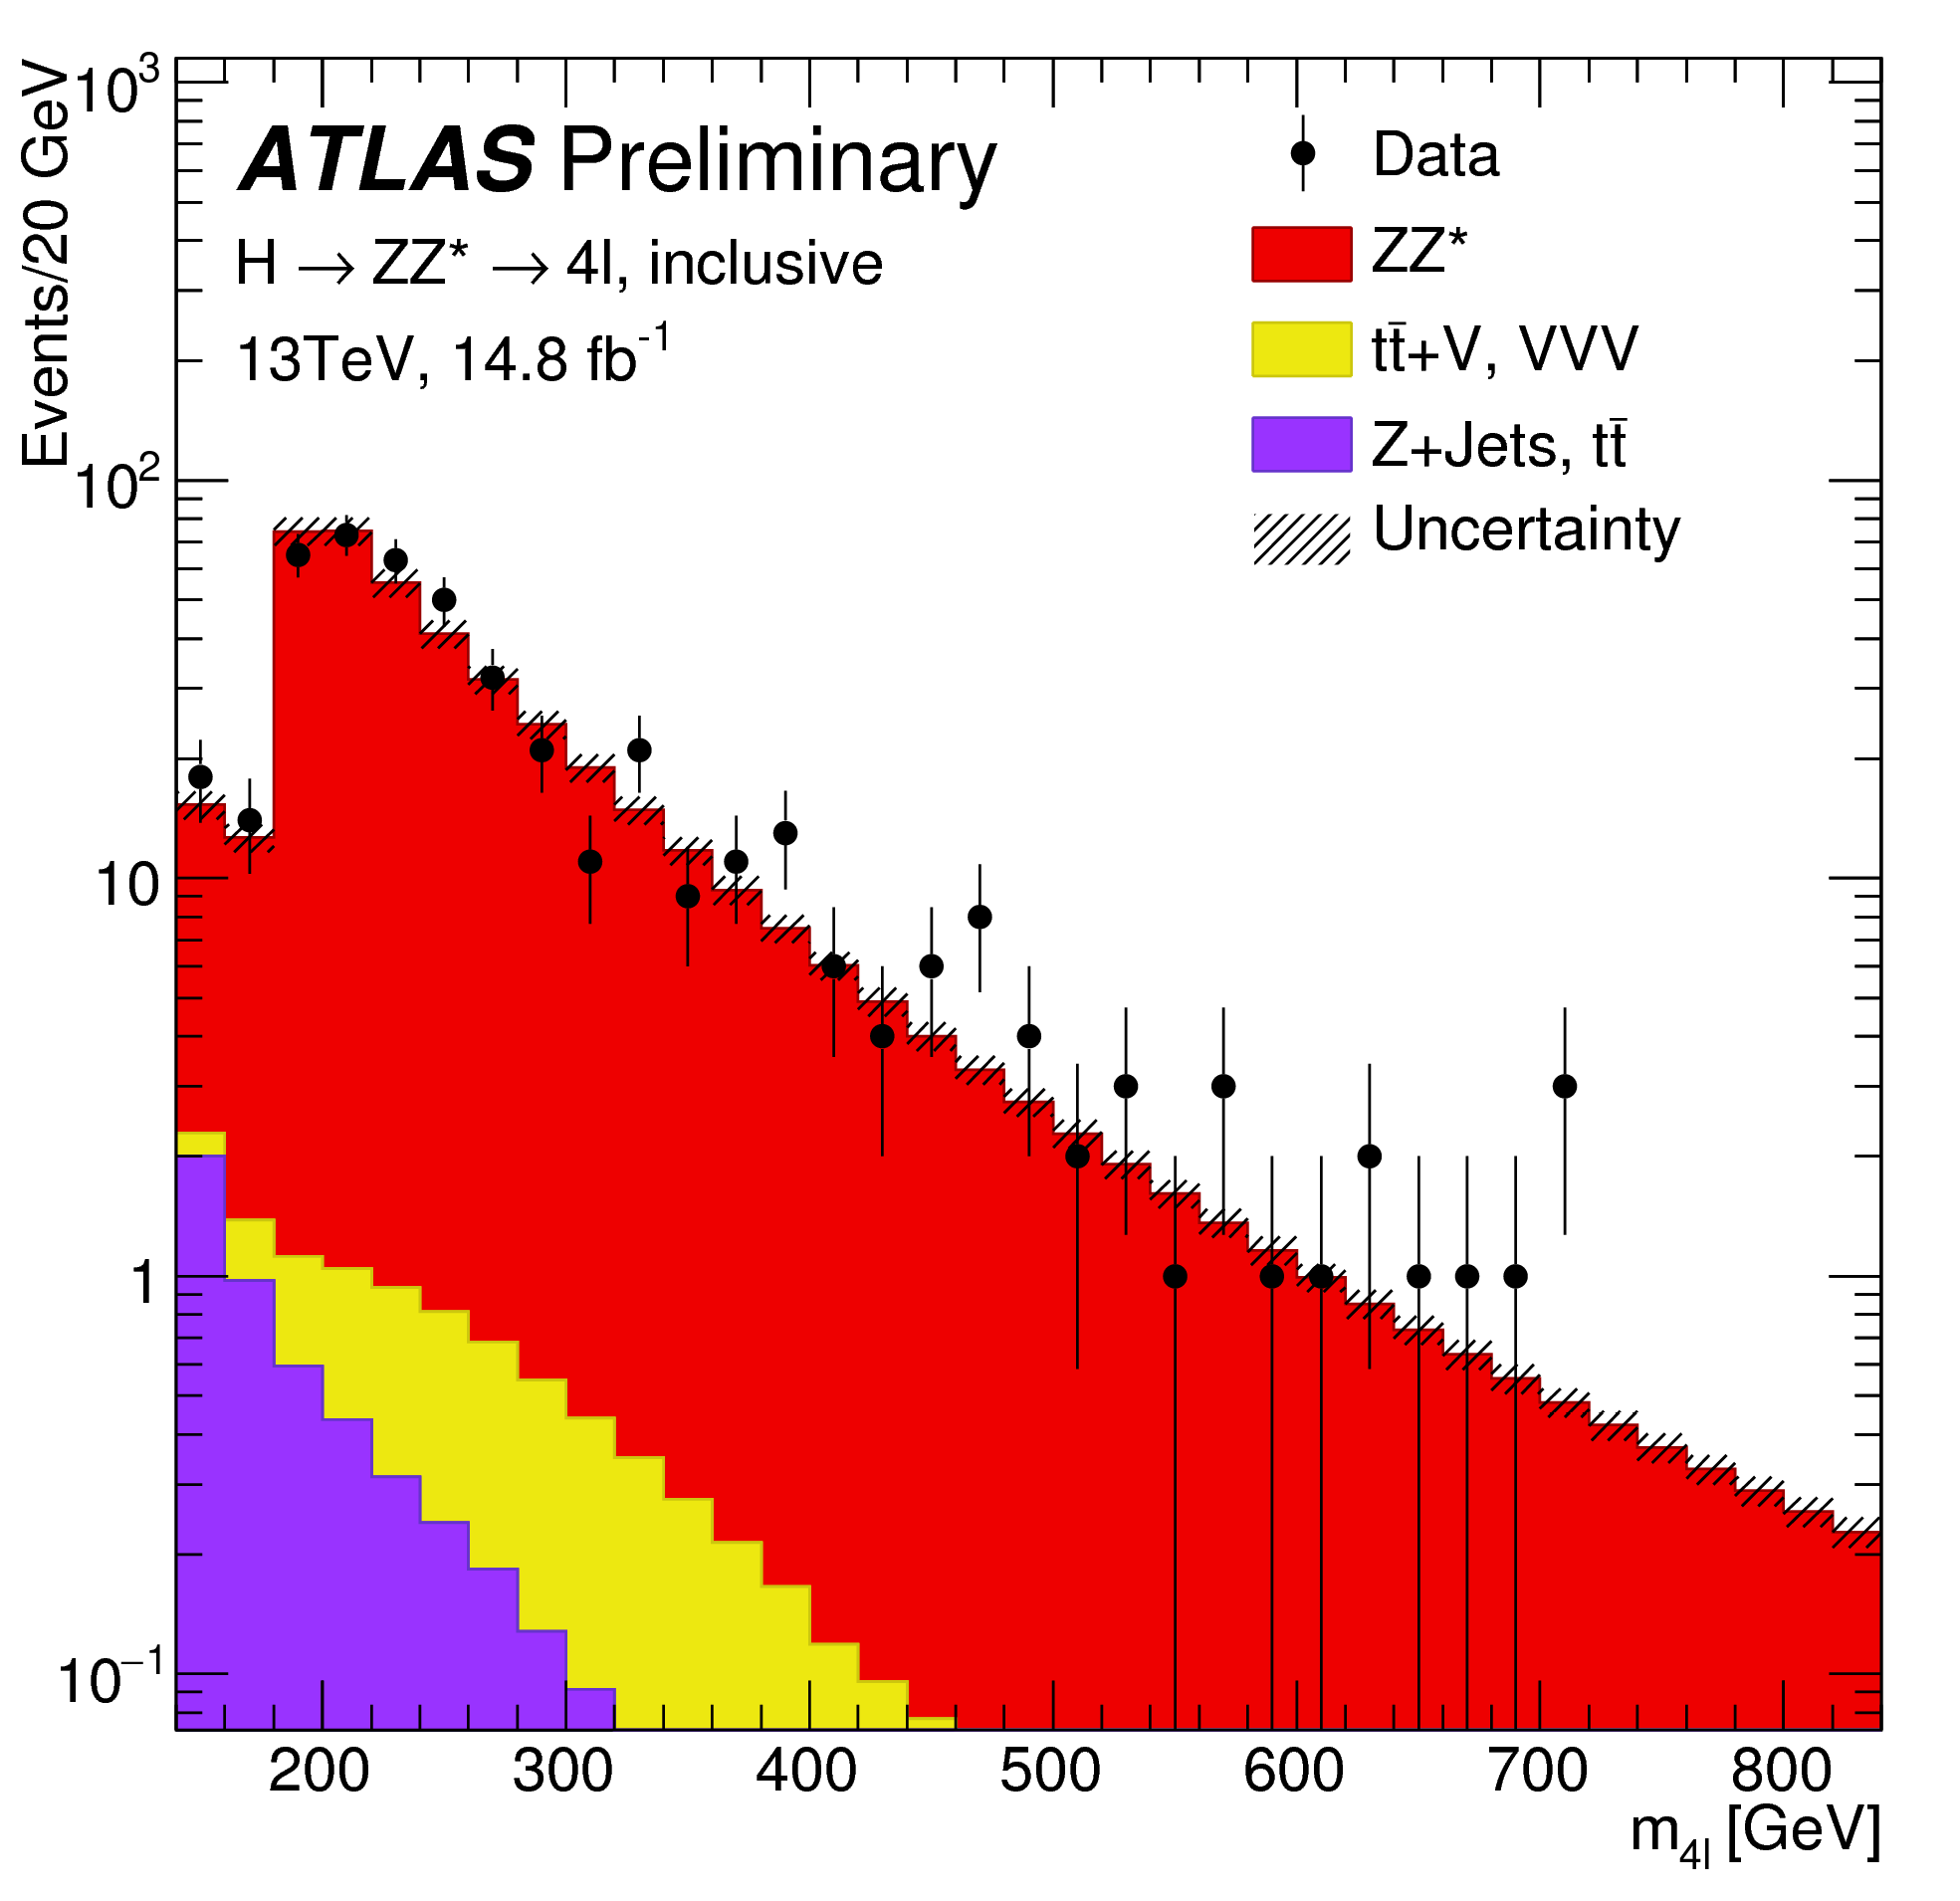 Events/20 GeV
10³
10²
10
1
10⁻¹
ATLAS Preliminary
H → ZZ* → 4l, inclusive
13TeV, 14.8 fb⁻¹
Data
ZZ*
tt̄+V, VVV
Z+Jets, tt̄
Uncertainty
200 300 400 500 600 700 800
m₄ₗ [GeV]